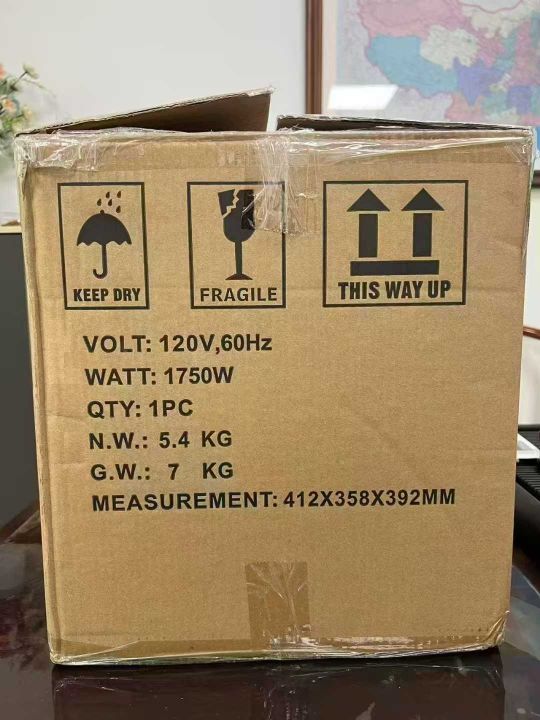 KEEP DRY
FRAGILE
THIS WAY UP
VOLT: 120V,60Hz
WATT: 1750W
QTY: 1PC
N.W.: 5.4 KG
G.W.: 7 KG
MEASUREMENT: 412X358X392MM